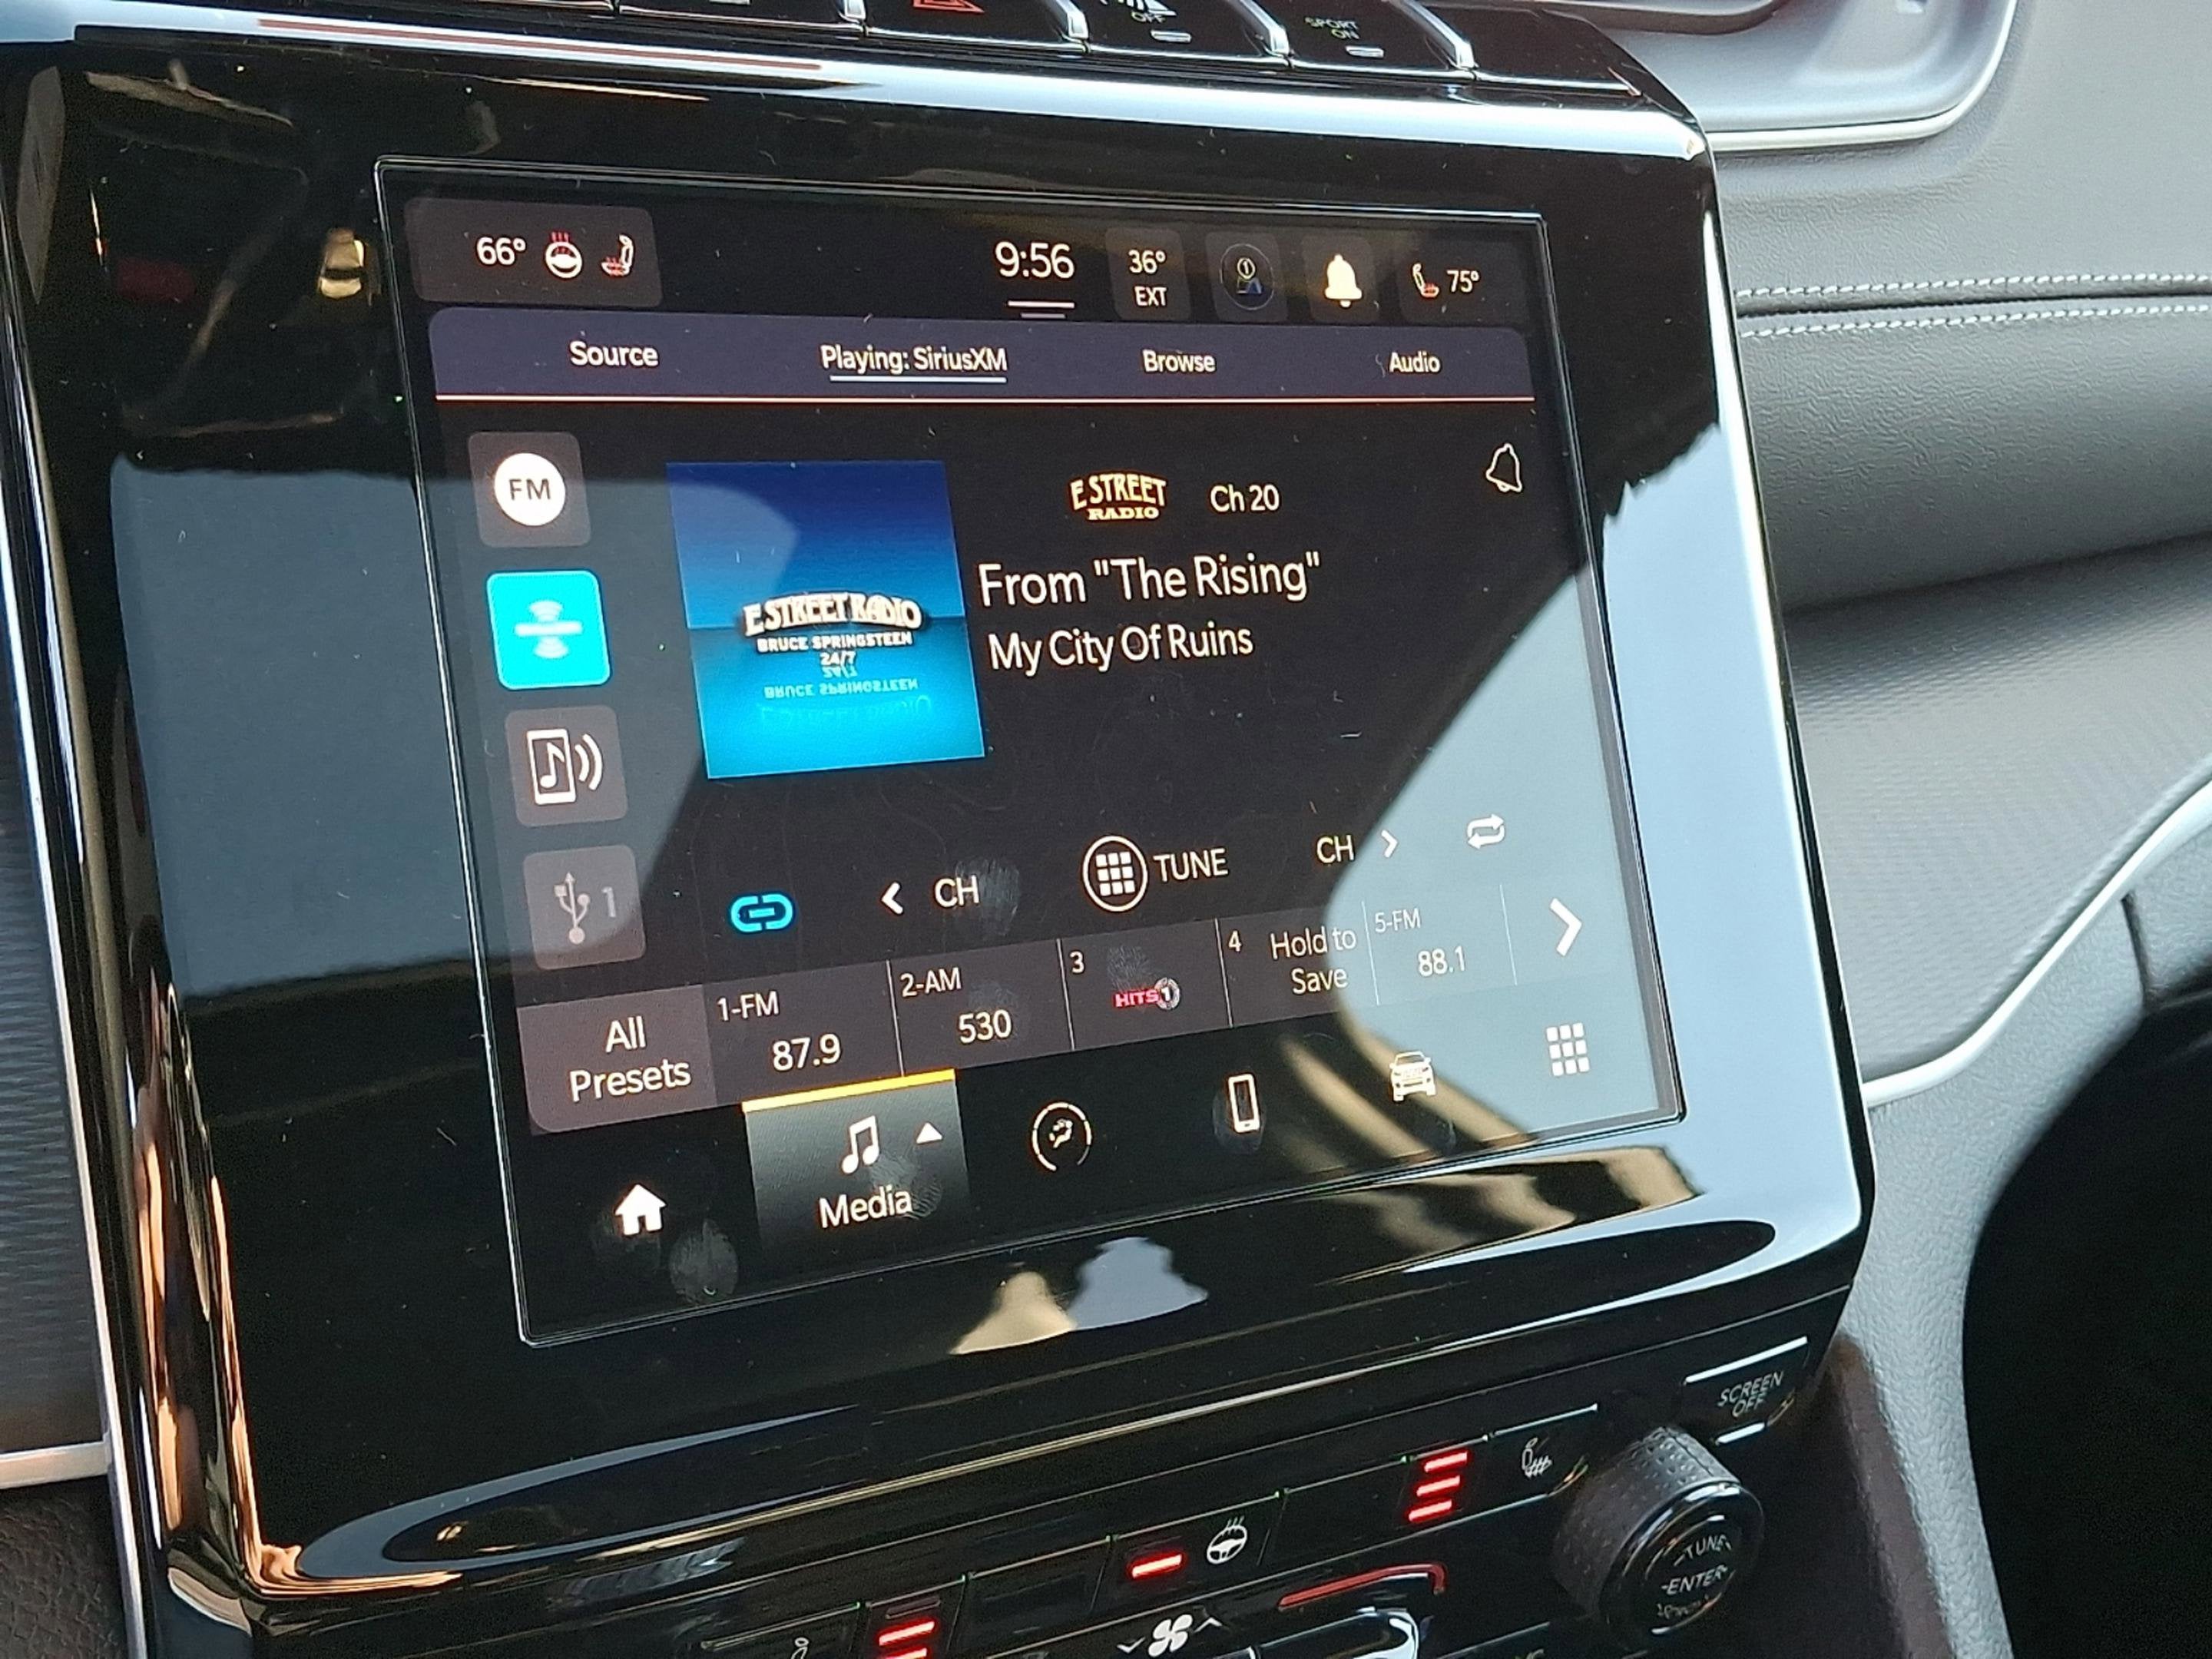 OFF
SPORT
ON
66°
9:56
36°
EXT
75°
Source
Playing: SiriusXM
Browse
Audio
FM
E STREET
RADIO
Ch 20
From "The Rising"
My City Of Ruins
E STREET RADIO
BRUCE SPRINGSTEEN
24/7
1
CH
TUNE
CH
All
Presets
1-FM
87.9
2-AM
530
3
HITS1
4
Hold to
Save
5-FM
88.1
Media
SCREEN
OFF
TUNE
ENTER